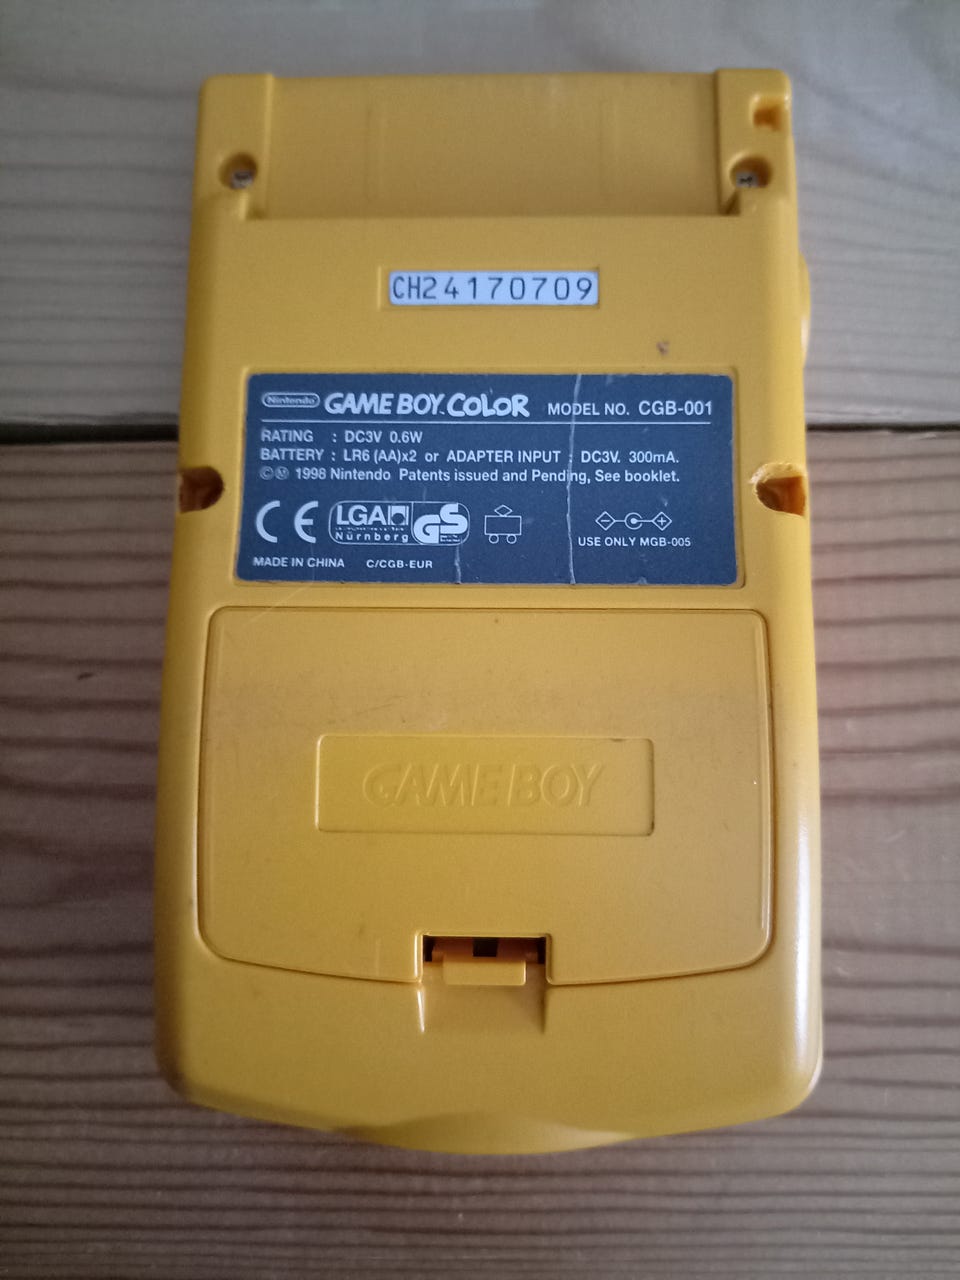 CH24170709
Nintendo GAME BOY COLOR MODEL NO. CGB-001
RATING : DC3V 0.6W
BATTERY : LR6 (AA)x2 or ADAPTER INPUT : DC3V. 300mA.
©Ⓜ 1998 Nintendo Patents issued and Pending, See booklet.
CE LGA GS
Nürnberg
USE ONLY MGB-005
MADE IN CHINA C/CGB-EUR
GAME BOY